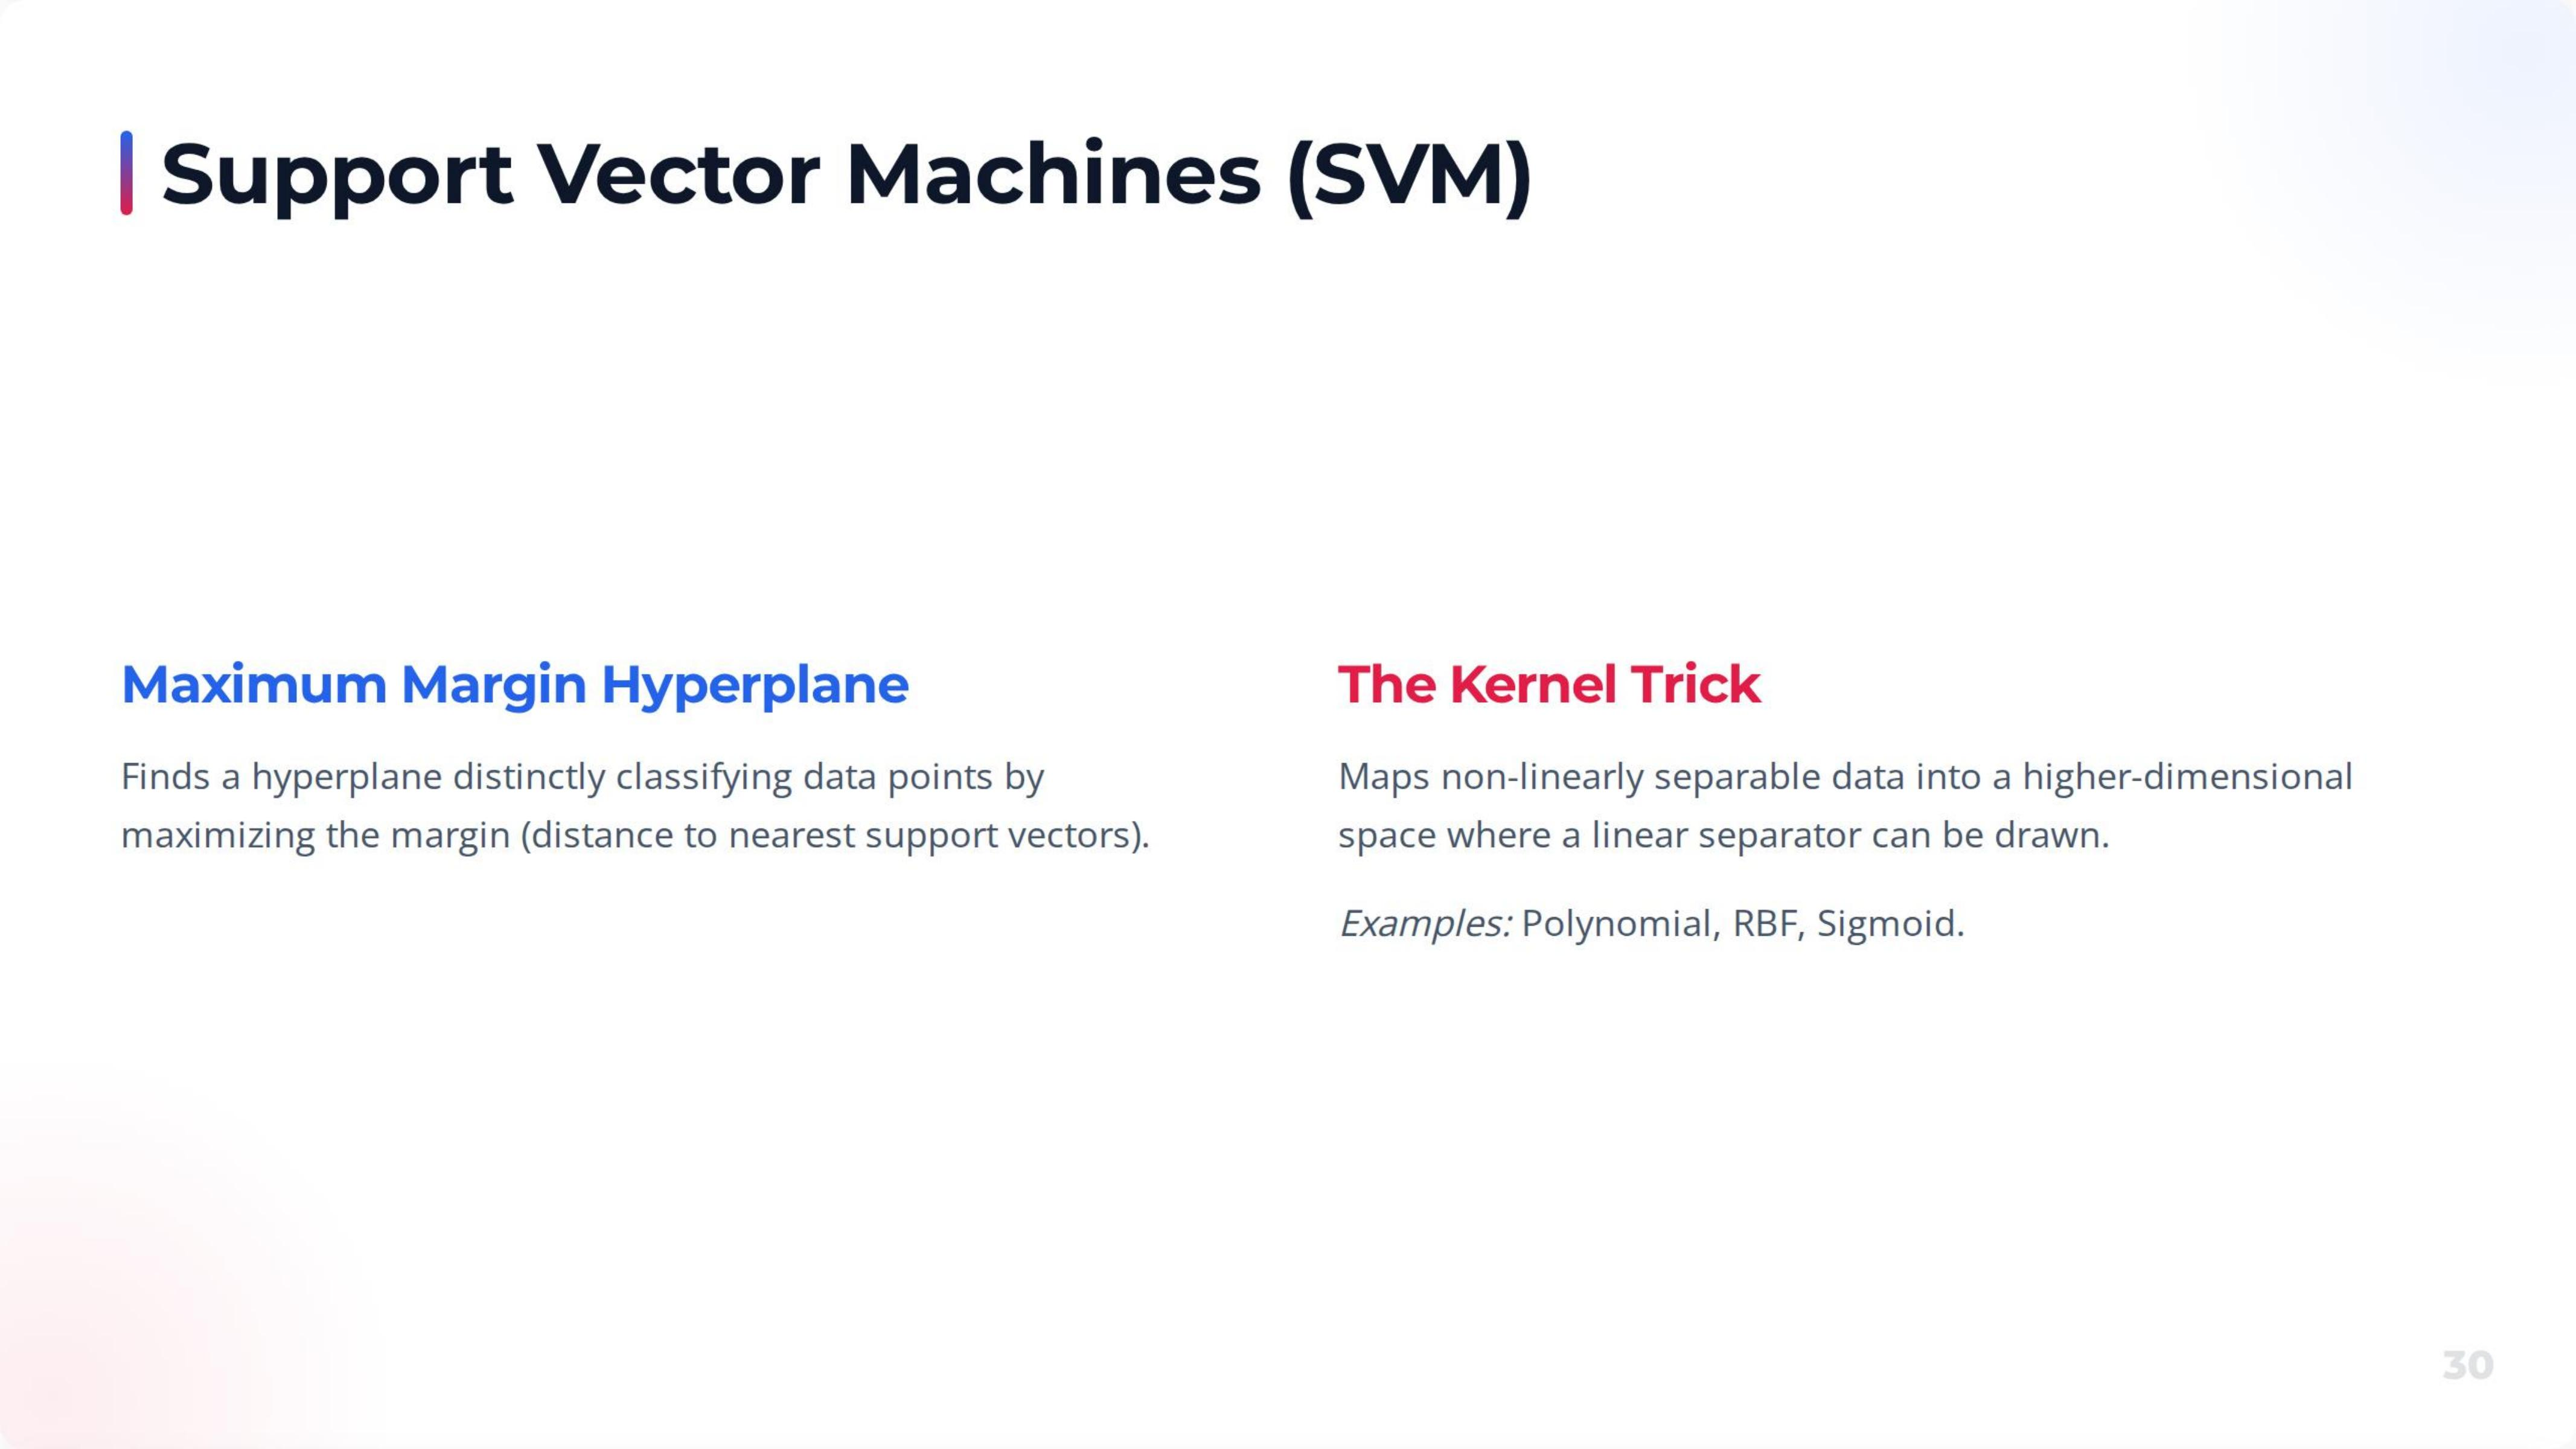 Support Vector Machines (SVM)
Maximum Margin Hyperplane
Finds a hyperplane distinctly classifying data points by
maximizing the margin (distance to nearest support vectors).
The Kernel Trick
Maps non-linearly separable data into a higher-dimensional
space where a linear separator can be drawn.
Examples: Polynomial, RBF, Sigmoid.
30